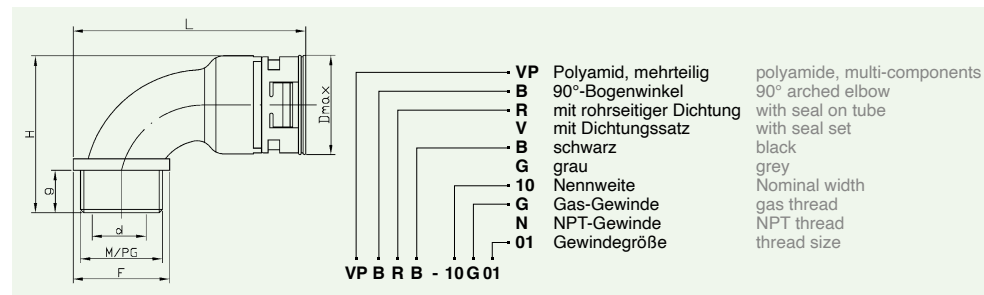 L
H
Dmax
g
d
M/PG
F
VP Polyamid, mehrteilig polyamide, multi-components
B 90°-Bogenwinkel 90° arched elbow
R mit rohrseitiger Dichtung with seal on tube
V mit Dichtungssatz with seal set
B schwarz black
G grau grey
10 Nennweite Nominal width
G Gas-Gewinde gas thread
N NPT-Gewinde NPT thread
01 Gewindegröße thread size
VP B R B - 10 G 01